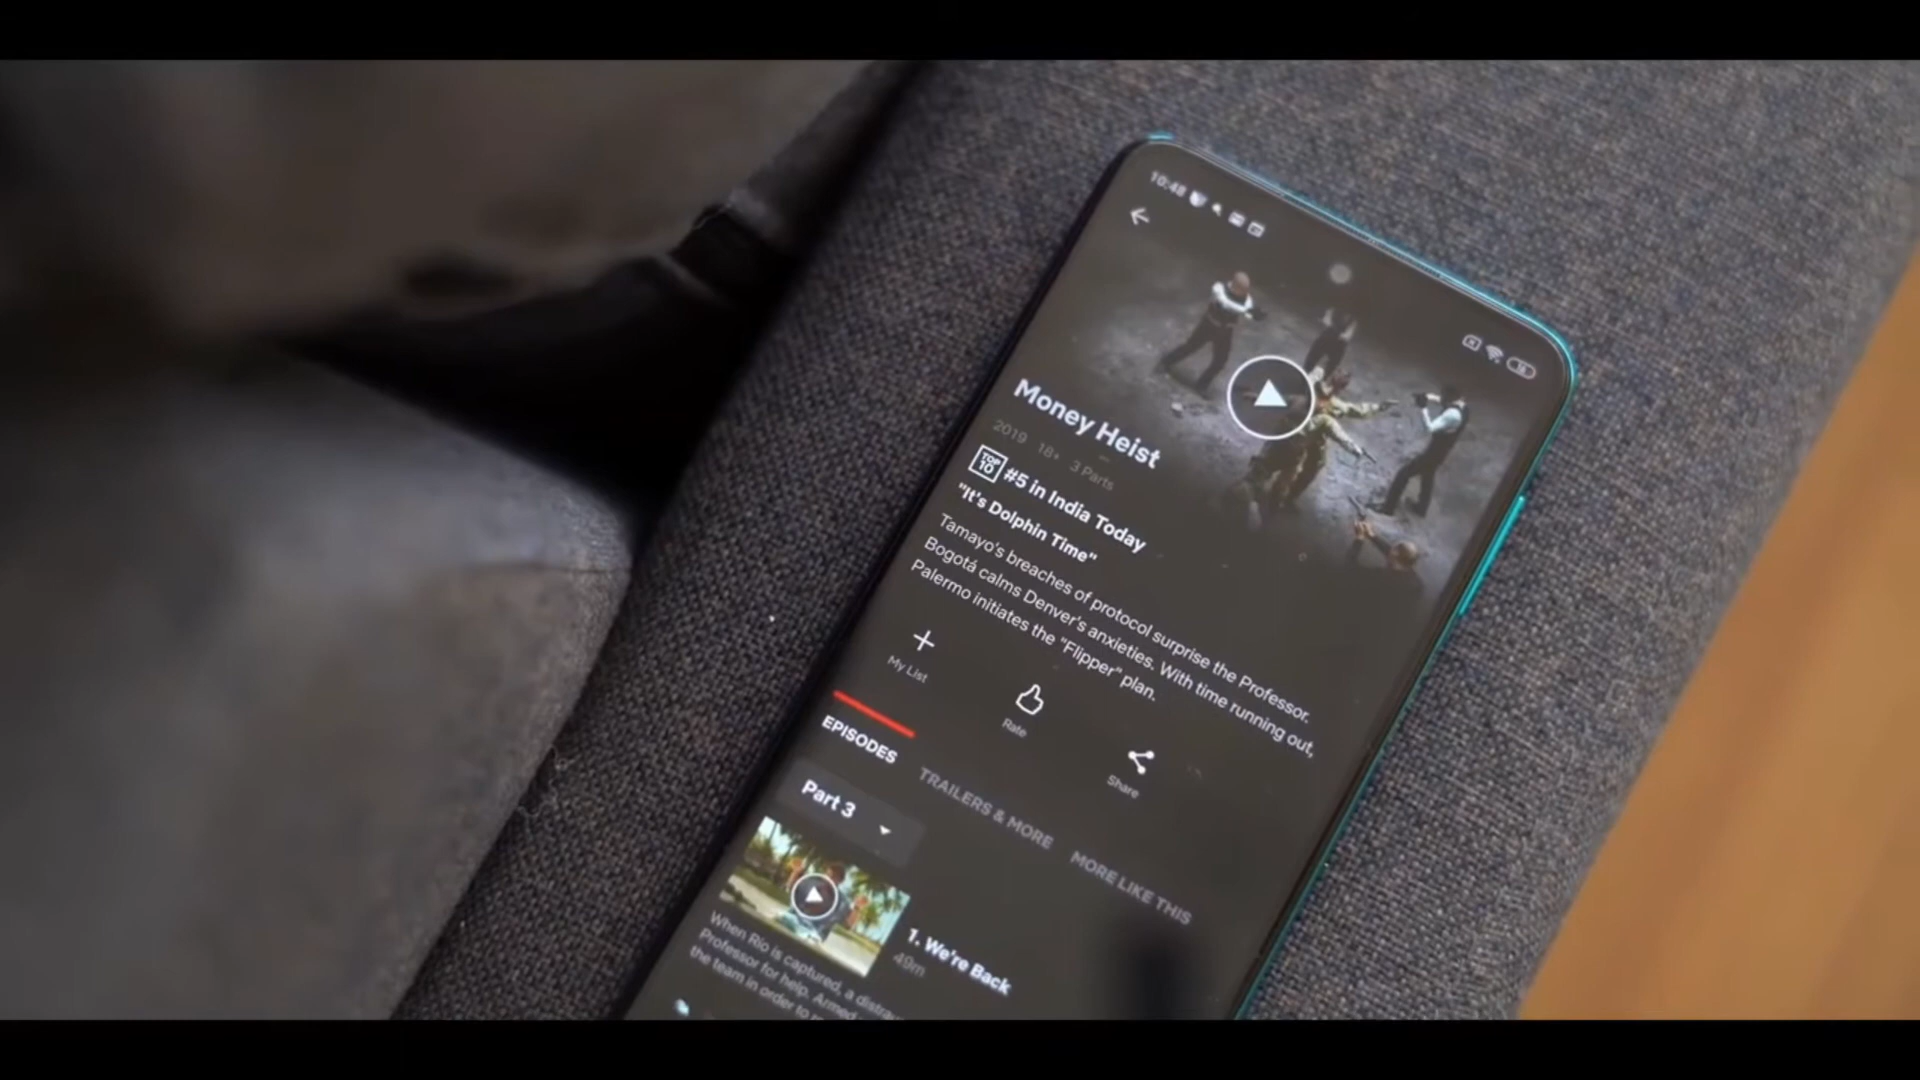 10:48
Money Heist
2019 18+ 3 Parts
TOP 10 #5 in India Today
"It's Dolphin Time"
Tamayo's breaches of protocol surprise the Professor.
Bogotá calms Denver's anxieties. With time running out,
Palermo initiates the "Flipper" plan.
My List
Rate
Share
EPISODES TRAILERS & MORE MORE LIKE THIS
Part 3
1. We're Back
49m
When Rio is captured, a
Professor for help. Armed
the team in order to